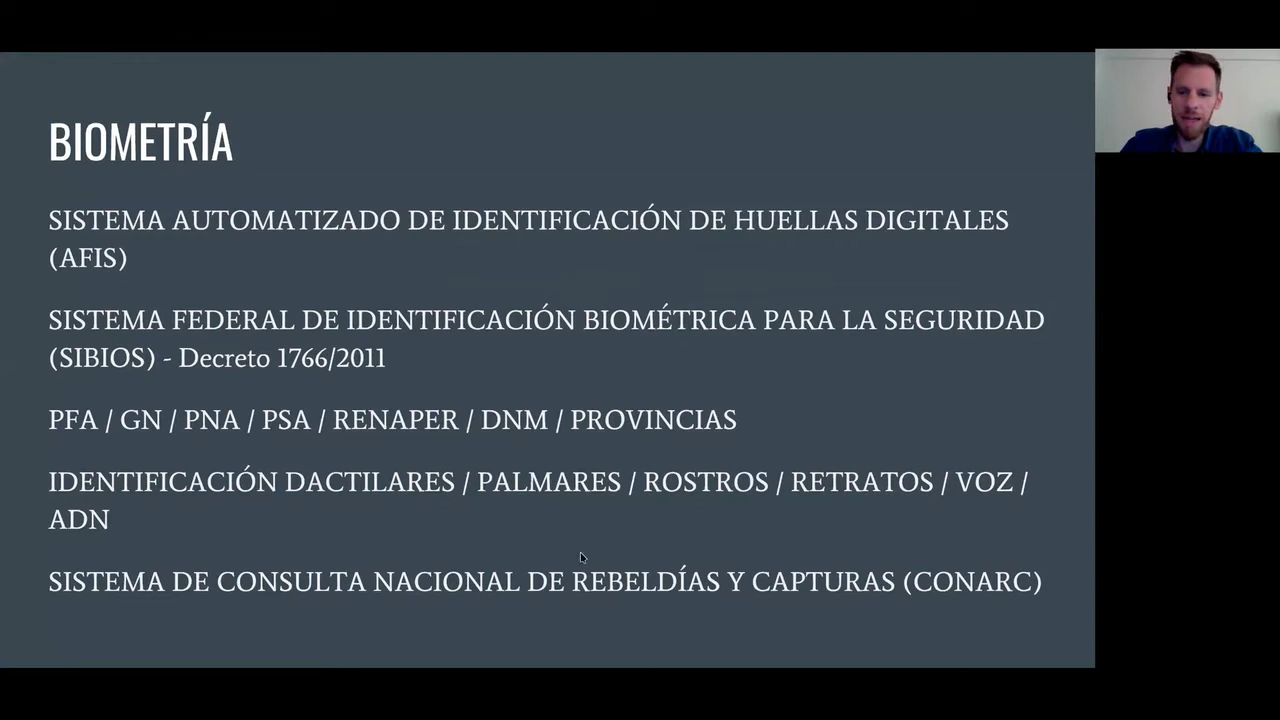 BIOMETRÍA
SISTEMA AUTOMATIZADO DE IDENTIFICACIÓN DE HUELLAS DIGITALES
(AFIS)
SISTEMA FEDERAL DE IDENTIFICACIÓN BIOMÉTRICA PARA LA SEGURIDAD
(SIBIOS) - Decreto 1766/2011
PFA / GN / PNA / PSA / RENAPER / DNM / PROVINCIAS
IDENTIFICACIÓN DACTILARES / PALMARES / ROSTROS / RETRATOS / VOZ /
ADN
SISTEMA DE CONSULTA NACIONAL DE REBELDÍAS Y CAPTURAS (CONARC)